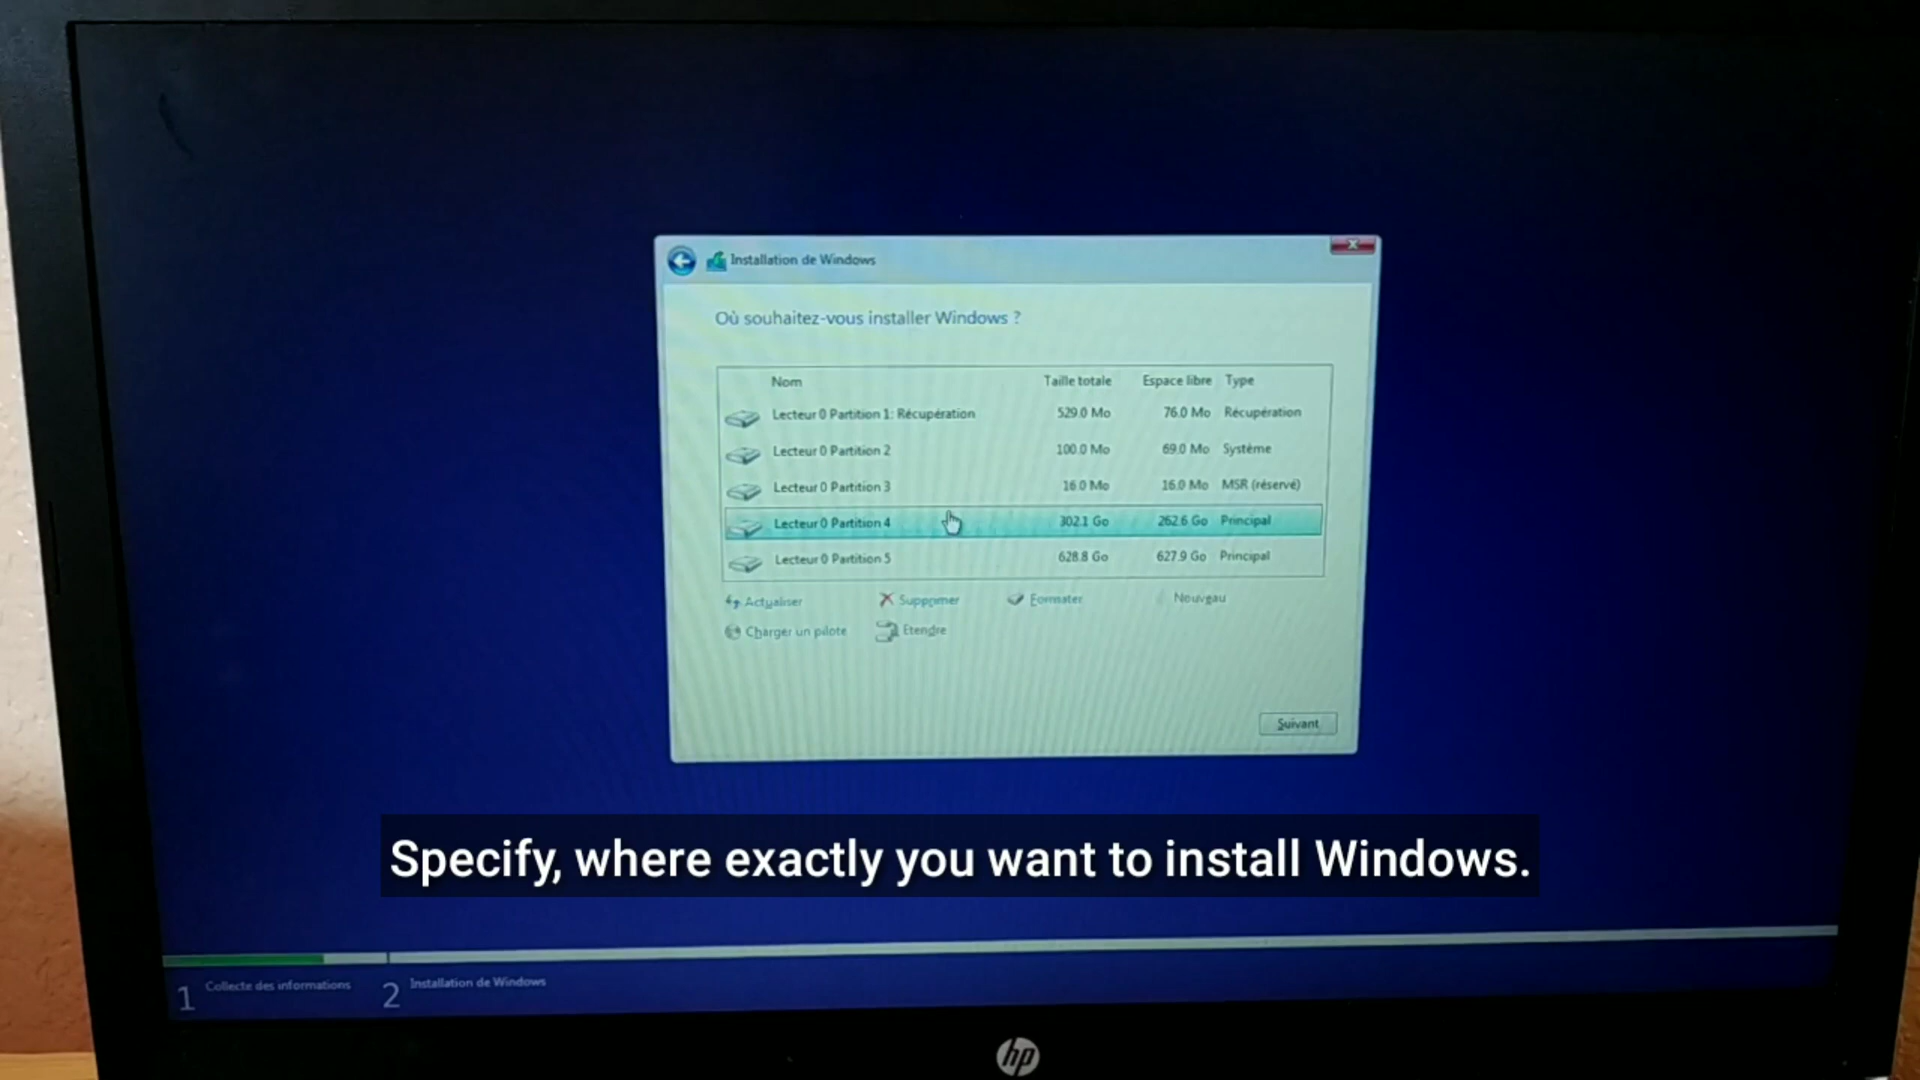 Installation de Windows
Où souhaitez-vous installer Windows ?
Nom Taille totale Espace libre Type
Lecteur 0 Partition 1: Récupération 529.0 Mo 76.0 Mo Récupération
Lecteur 0 Partition 2 100.0 Mo 69.0 Mo Système
Lecteur 0 Partition 3 16.0 Mo 16.0 Mo MSR (réservé)
Lecteur 0 Partition 4 302.1 Go 262.6 Go Principal
Lecteur 0 Partition 5 628.8 Go 627.9 Go Principal
Actualiser Supprimer Formater Nouveau
Charger un pilote Etendre
Suivant
Specify, where exactly you want to install Windows.
1 Collecte des informations 2 Installation de Windows
hp